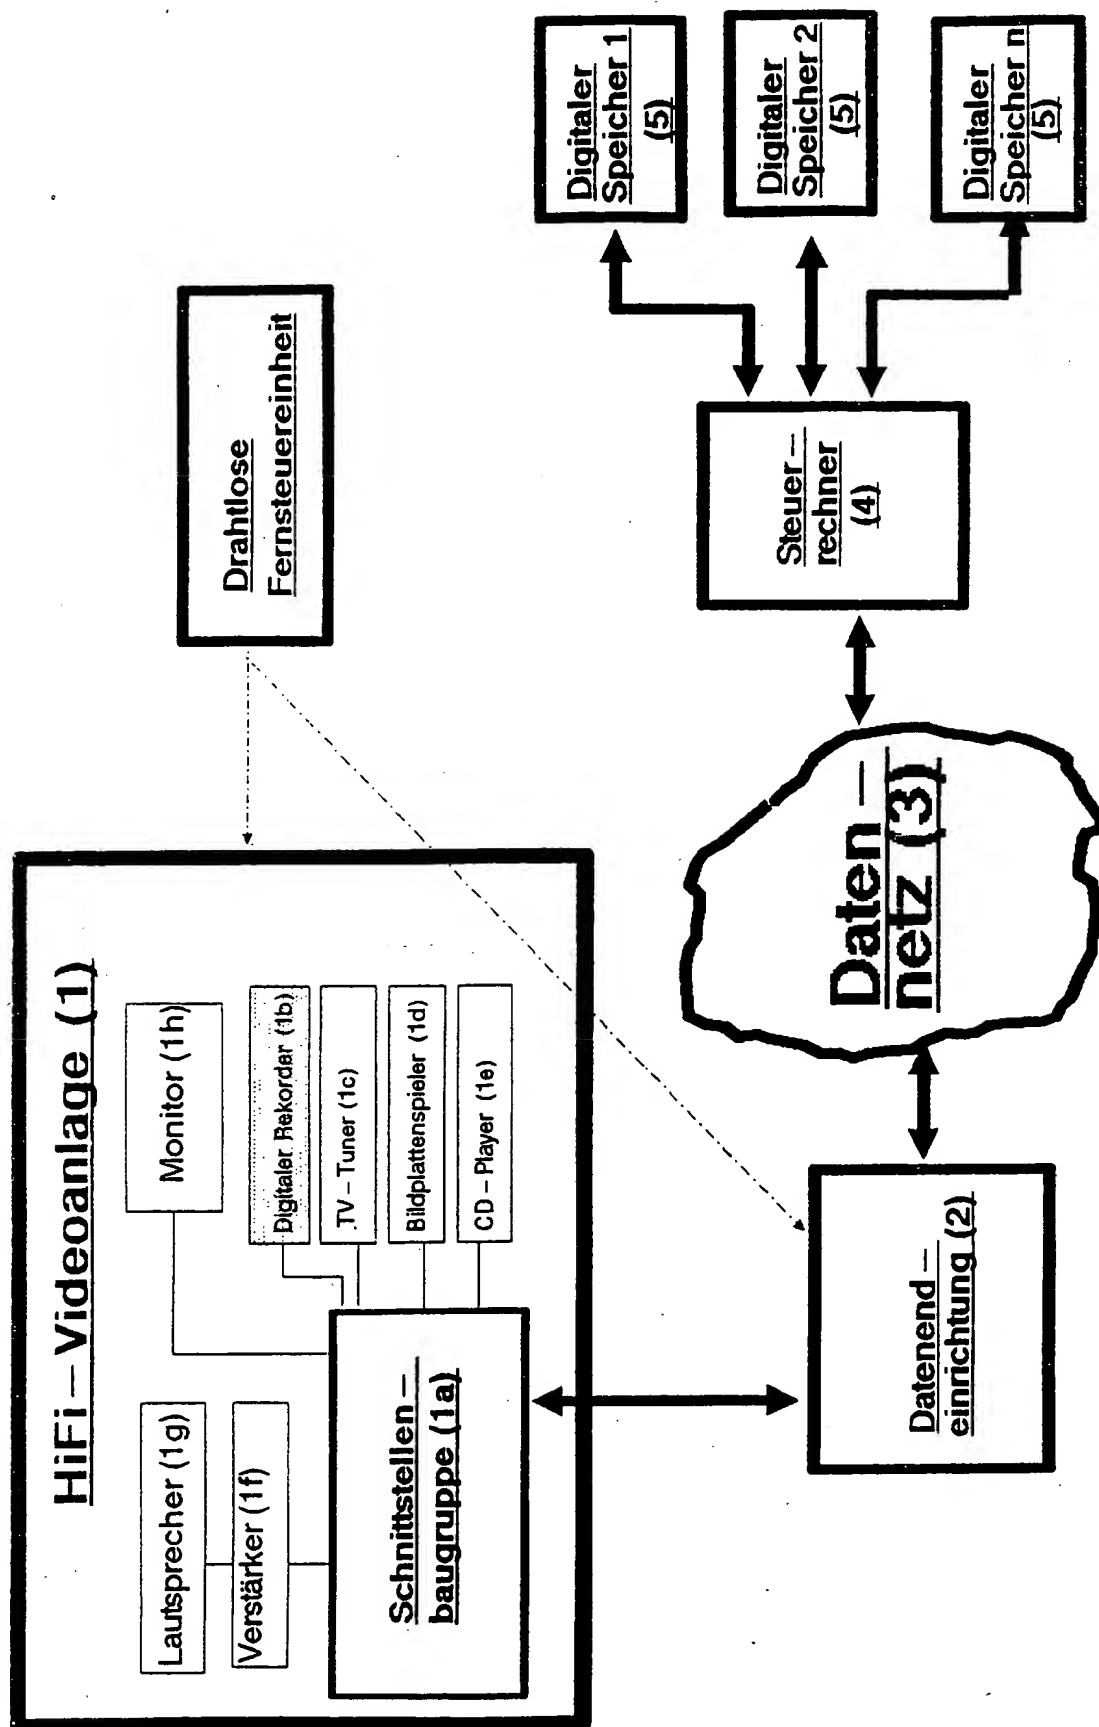 HiFi–Videoanlage (1)
Lautsprecher (1g)
Monitor (1h)
Verstärker (1f)
Digitaler Rekorder (1b)
TV–Tuner (1c)
Bildplattenspieler (1d)
CD–Player (1e)
Schnittstellen–
baugruppe (1a)
Drahtlose
Fernsteuereinheit
Datenend–
einrichtung (2)
Daten–
netz (3)
Steuer–
rechner
(4)
Digitaler
Speicher 1
(5)
Digitaler
Speicher 2
(5)
Digitaler
Speicher n
(5)